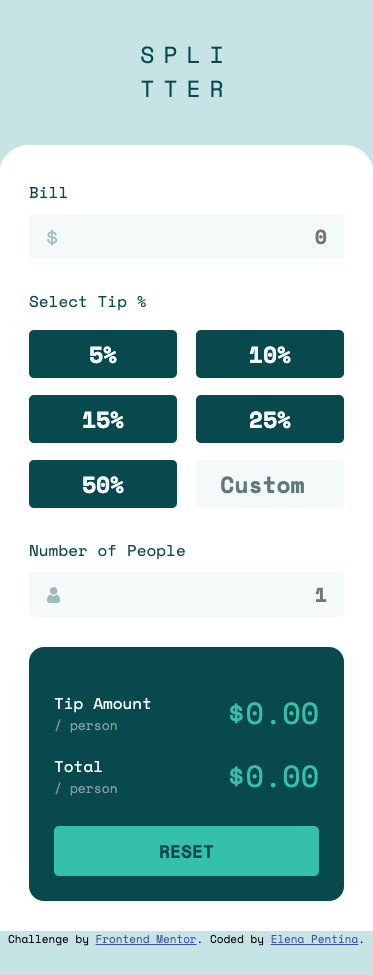 SPLI
TTER
Bill
$ 0
Select Tip %
5% 10%
15% 25%
50% Custom
Number of People
1
Tip Amount
/ person
$0.00
Total
/ person
$0.00
RESET
Challenge by Frontend Mentor. Coded by Elena Pentina.